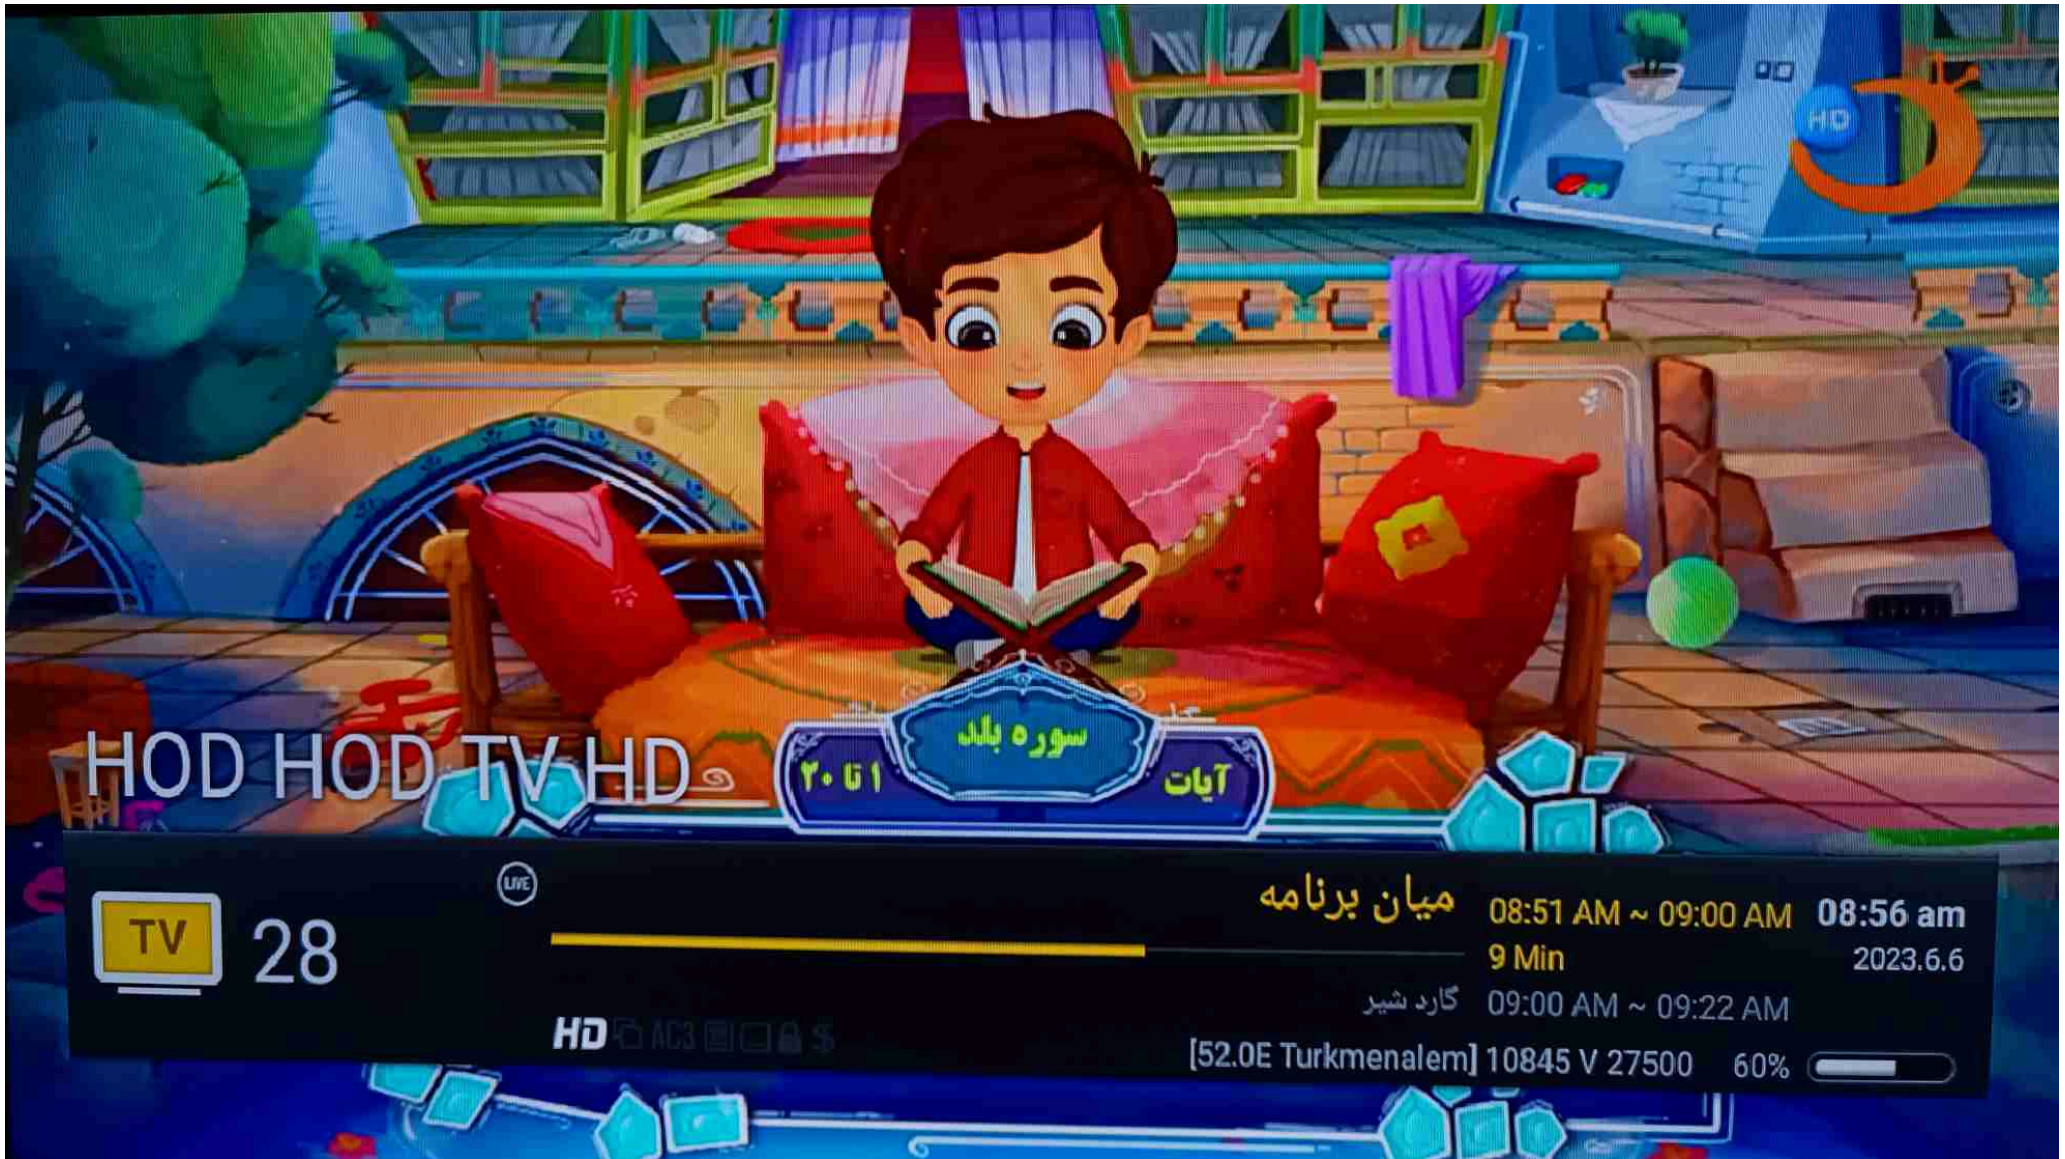 HD
سوره بلد
آیات
۱ تا ۲۰
HOD HOD TV HD
TV
28
LIVE
میان برنامه
08:51 AM ~ 09:00 AM
08:56 am
9 Min
2023.6.6
گارد شیر
09:00 AM ~ 09:22 AM
HD AC3 $
[52.0E Turkmenalem] 10845 V 27500 60%